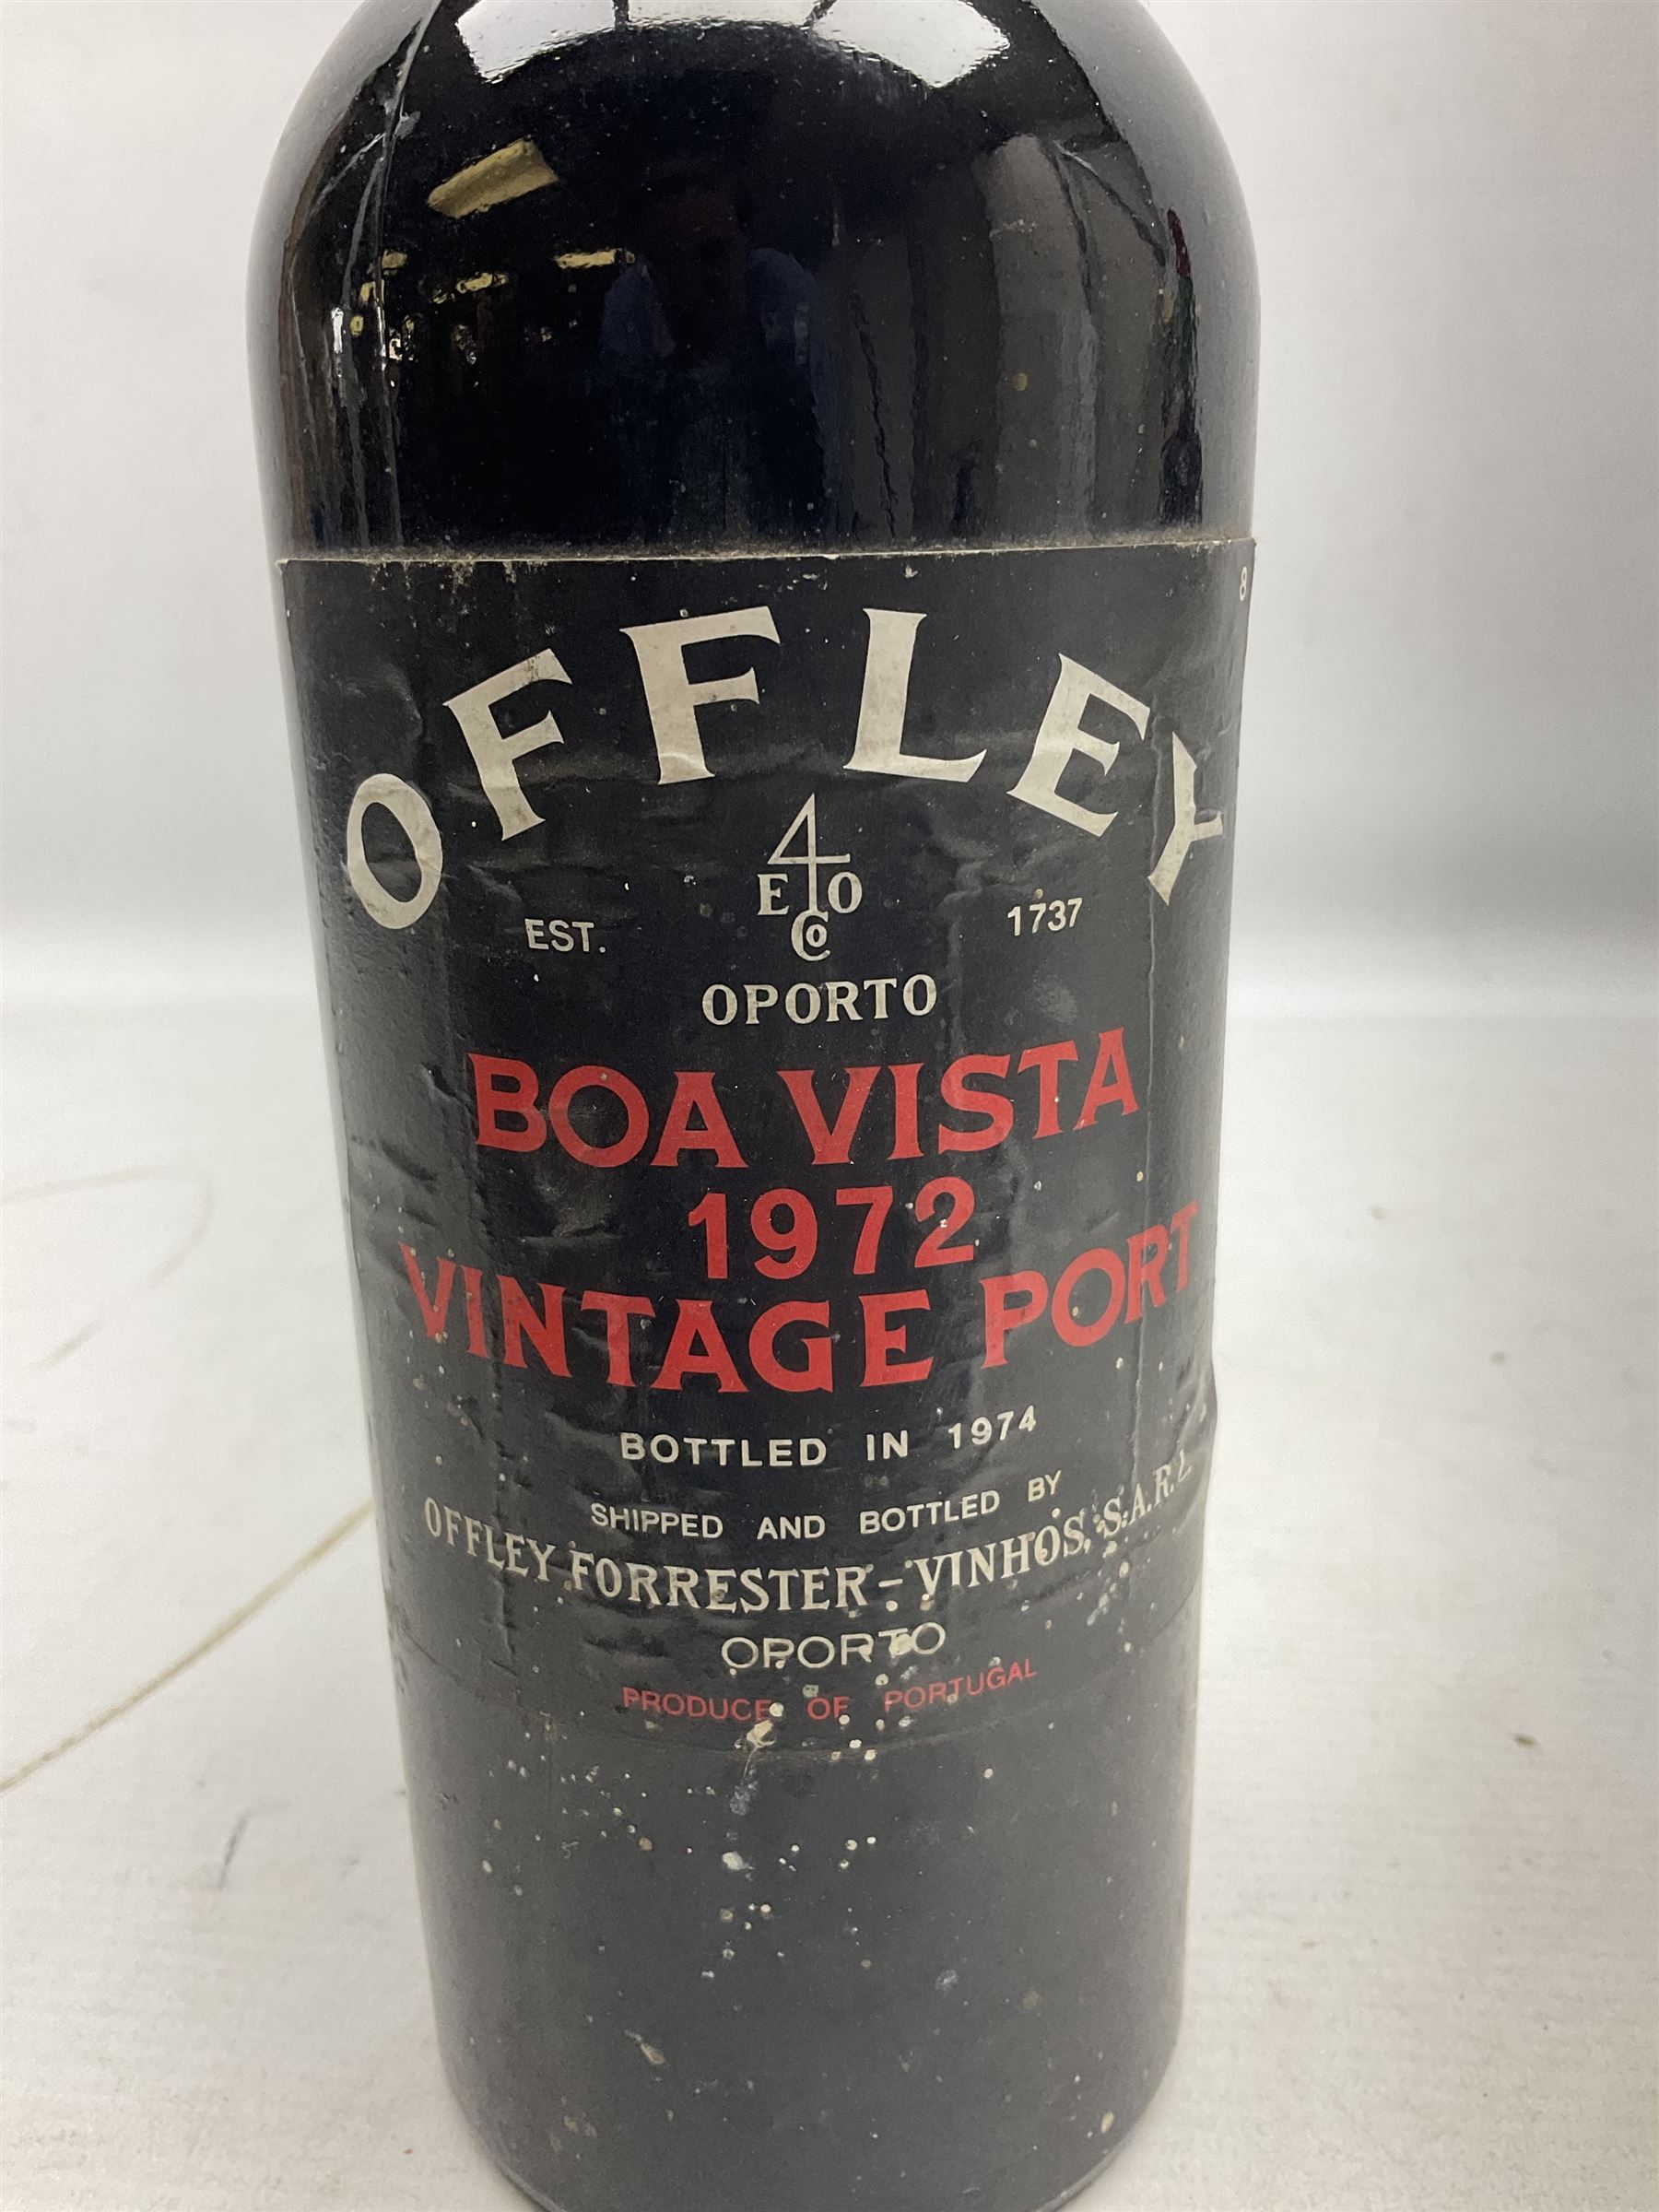 8
OFFLEY
4
E O
Co
EST. 1737
OPORTO
BOA VISTA
1972
VINTAGE PORT
BOTTLED IN 1974
SHIPPED AND BOTTLED BY
OFFLEY FORRESTER - VINHOS, S.A.R.L.
OPORTO
PRODUCE OF PORTUGAL